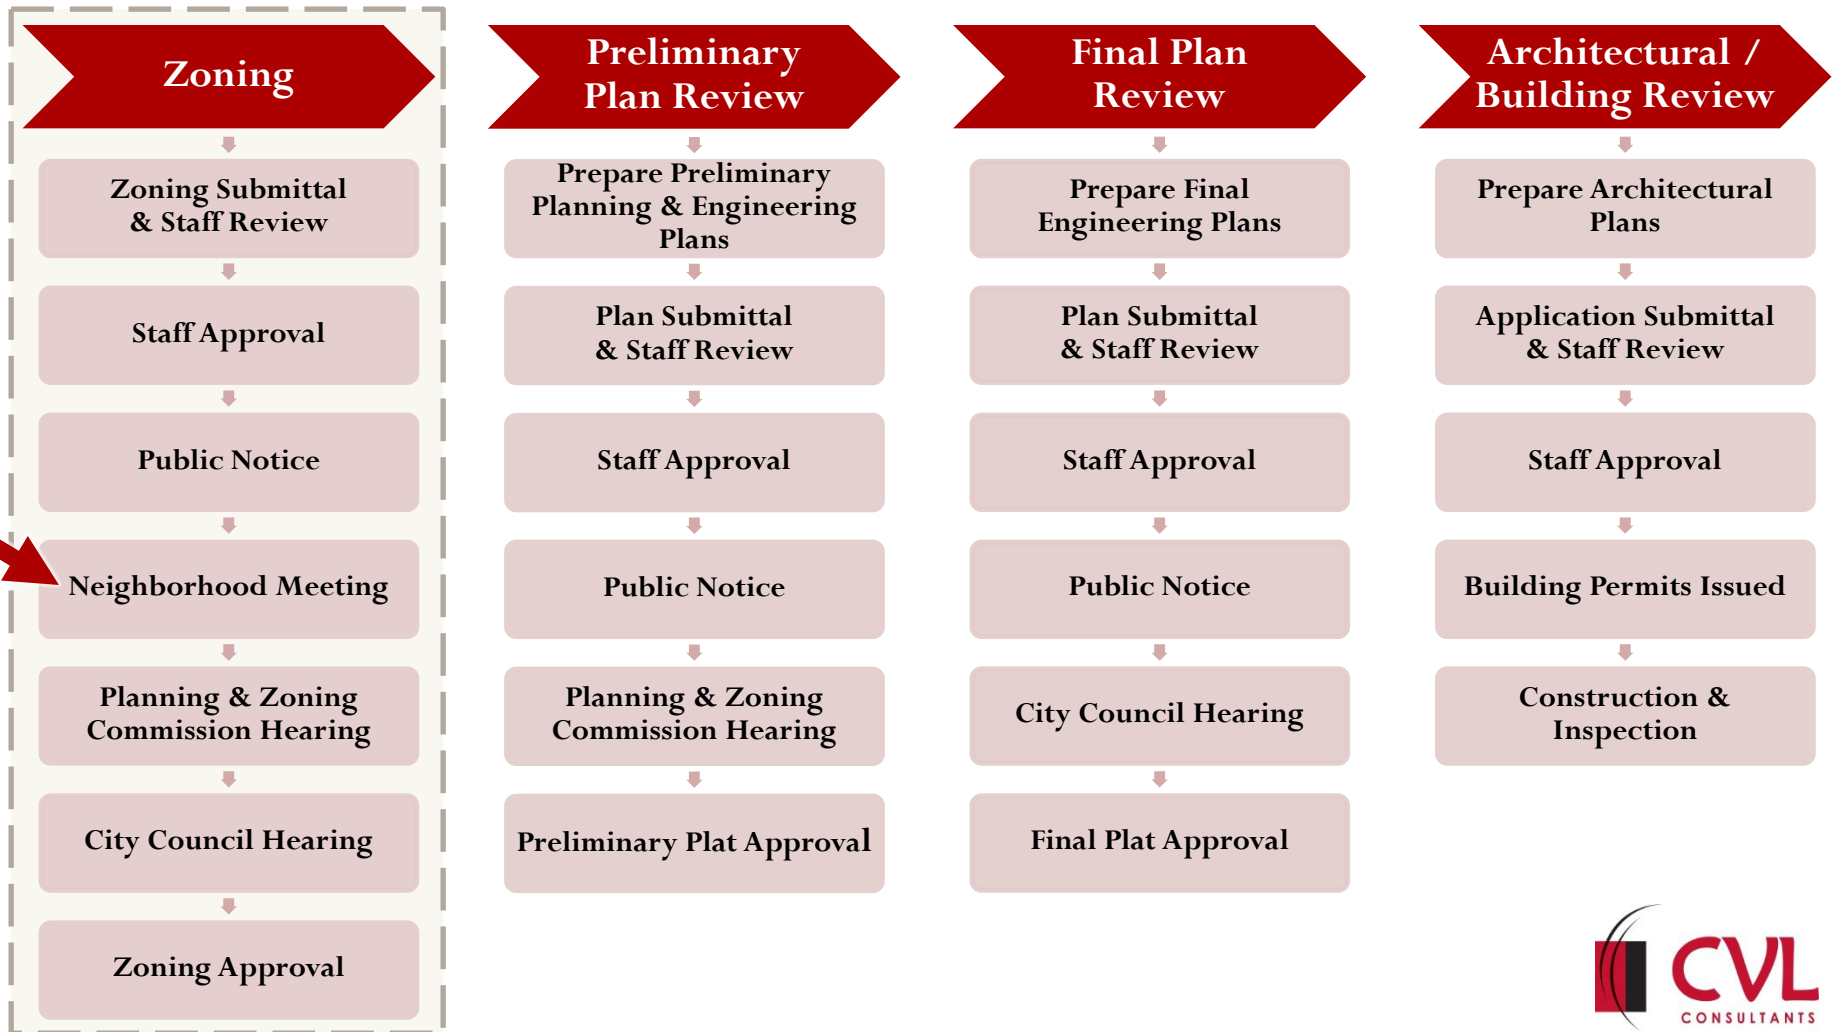 Zoning
Zoning Submittal
& Staff Review
Staff Approval
Public Notice
Neighborhood Meeting
Planning & Zoning
Commission Hearing
City Council Hearing
Zoning Approval
Preliminary
Plan Review
Prepare Preliminary
Planning & Engineering
Plans
Plan Submittal
& Staff Review
Staff Approval
Public Notice
Planning & Zoning
Commission Hearing
Preliminary Plat Approval
Final Plan
Review
Prepare Final
Engineering Plans
Plan Submittal
& Staff Review
Staff Approval
Public Notice
City Council Hearing
Final Plat Approval
Architectural /
Building Review
Prepare Architectural
Plans
Application Submittal
& Staff Review
Staff Approval
Building Permits Issued
Construction &
Inspection
CVL
CONSULTANTS